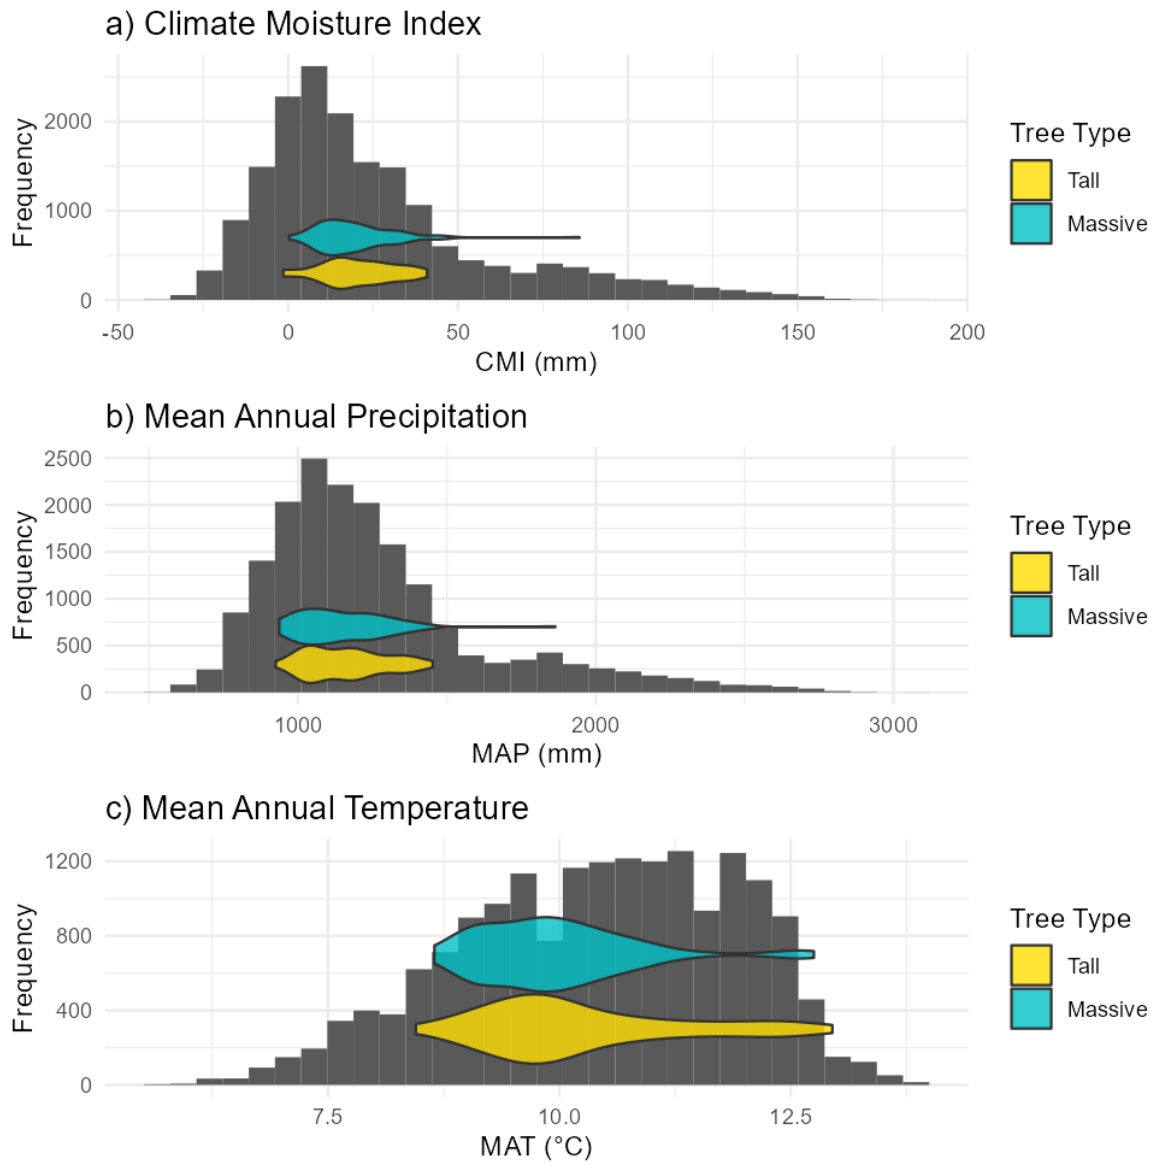 a) Climate Moisture Index
Frequency
2000
1000
0
-50 0 50 100 150 200
CMI (mm)
Tree Type
Tall
Massive
b) Mean Annual Precipitation
Frequency
2500
2000
1500
1000
500
0
1000 2000 3000
MAP (mm)
Tree Type
Tall
Massive
c) Mean Annual Temperature
Frequency
1200
800
400
0
7.5 10.0 12.5
MAT (°C)
Tree Type
Tall
Massive